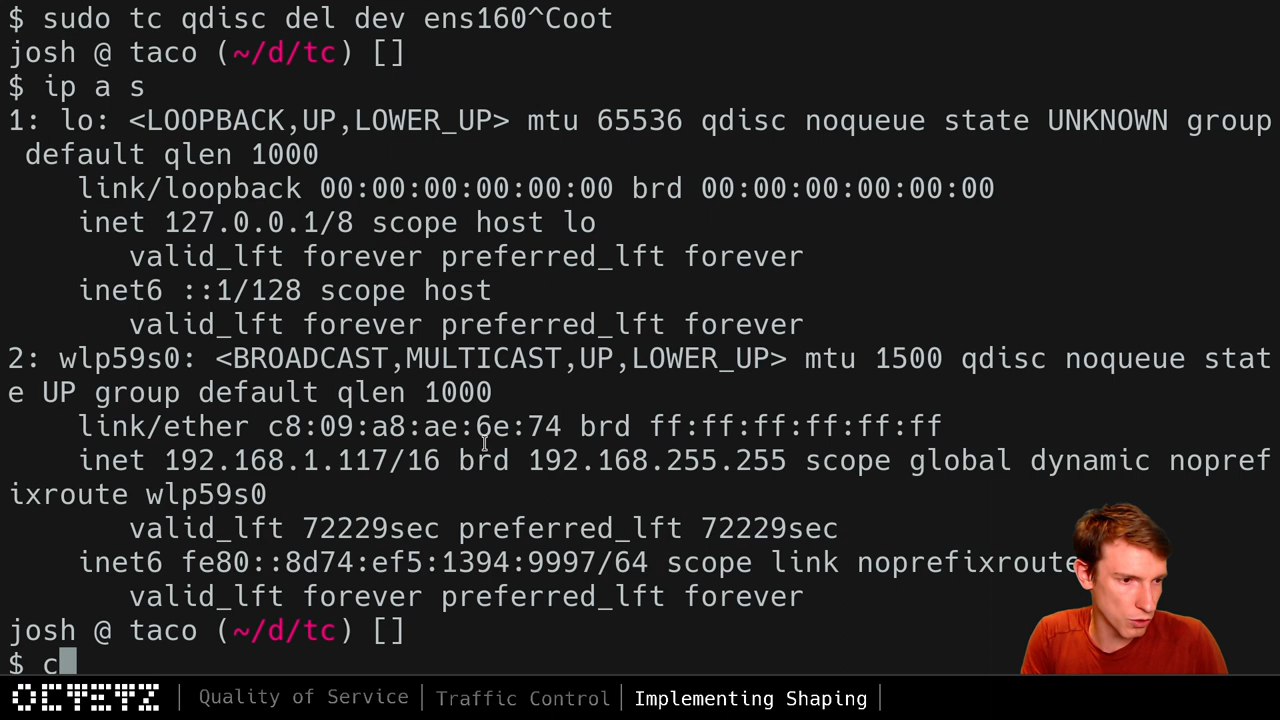 $ sudo tc qdisc del dev ens160^Coot
josh @ taco (~/d/tc) []
$ ip a s
1: lo: <LOOPBACK,UP,LOWER_UP> mtu 65536 qdisc noqueue state UNKNOWN group
default qlen 1000
link/loopback 00:00:00:00:00:00 brd 00:00:00:00:00:00
inet 127.0.0.1/8 scope host lo
valid_lft forever preferred_lft forever
inet6 ::1/128 scope host
valid_lft forever preferred_lft forever
2: wlp59s0: <BROADCAST,MULTICAST,UP,LOWER_UP> mtu 1500 qdisc noqueue stat
e UP group default qlen 1000
link/ether c8:09:a8:ae:6e:74 brd ff:ff:ff:ff:ff:ff
inet 192.168.1.117/16 brd 192.168.255.255 scope global dynamic nopref
ixroute wlp59s0
valid_lft 72229sec preferred_lft 72229sec
inet6 fe80::8d74:ef5:1394:9997/64 scope link noprefixroute
valid_lft forever preferred_lft forever
josh @ taco (~/d/tc) []
$ c
OCTETZ | Quality of Service | Traffic Control | Implementing Shaping |